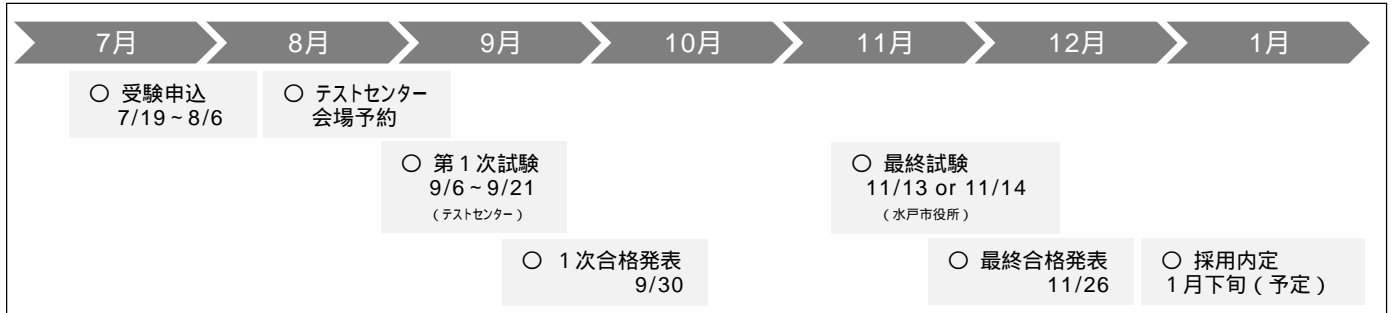 7月
8月
9月
10月
11月
12月
1月
○ 受験申込
7/19~8/6
○ テストセンター
会場予約
○ 第1次試験
9/6~9/21
(テストセンター)
○ 1次合格発表
9/30
○ 最終試験
11/13 or 11/14
(水戸市役所)
○ 最終合格発表
11/26
○ 採用内定
1月下旬(予定)